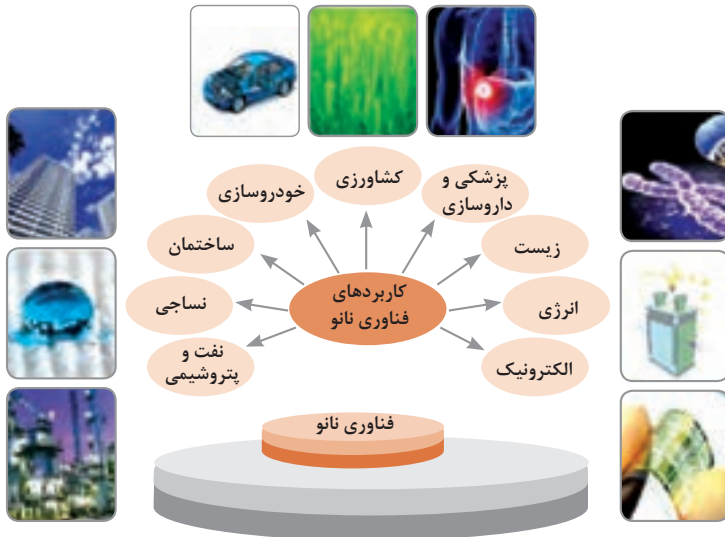 پزشکی و
داروسازی
کشاورزی
خودروسازی
زیست
ساختمان
انرژی
کاربردهای
فناوری نانو
نساجی
الکترونیک
نفت و
پتروشیمی
فناوری نانو